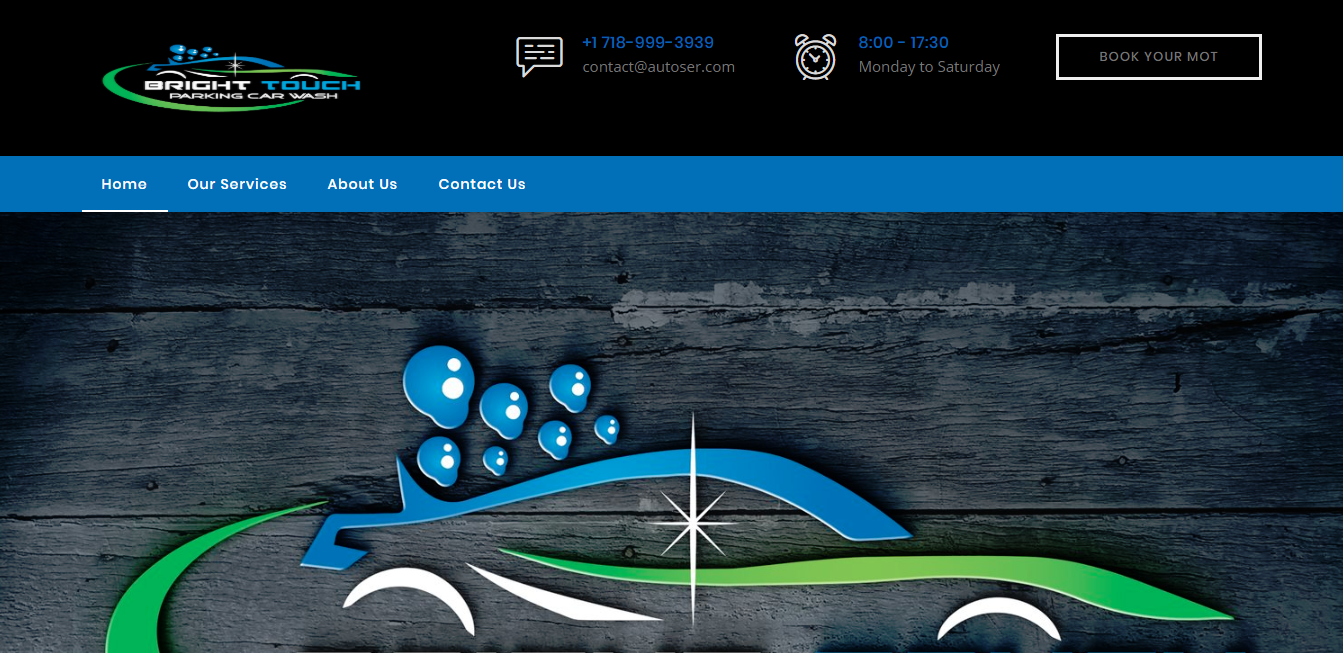 BRIGHT TOUCH
PARKING CAR WASH
+1 718-999-3939
contact@autoser.com
8:00 - 17:30
Monday to Saturday
BOOK YOUR MOT
Home
Our Services
About Us
Contact Us